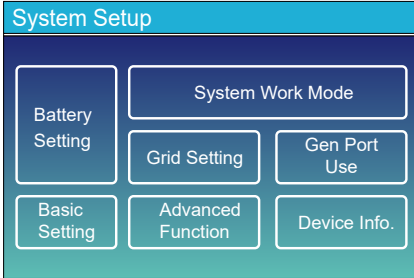 System Setup
System Work Mode
Battery
Setting
Grid Setting
Gen Port
Use
Basic
Setting
Advanced
Function
Device Info.